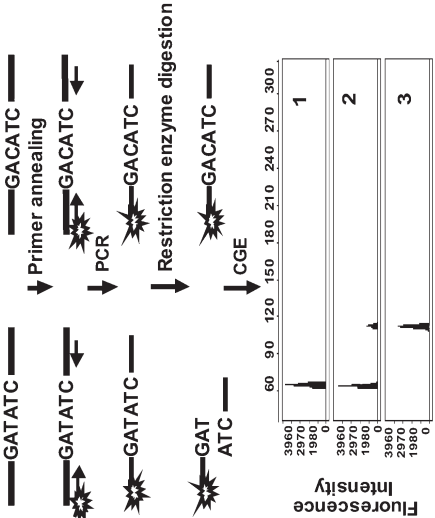 GATATC GACATC
Primer annealing
GATATC GACATC
PCR
GATATC GACATC
Restriction enzyme digestion
GAT
ATC
GACATC
CGE
60 90 120 150 180 210 240 270 300
3960
2970
1980
0
1
3960
2970
1980
0
2
3960
2970
1980
0
3
Fluorescence
Intensity